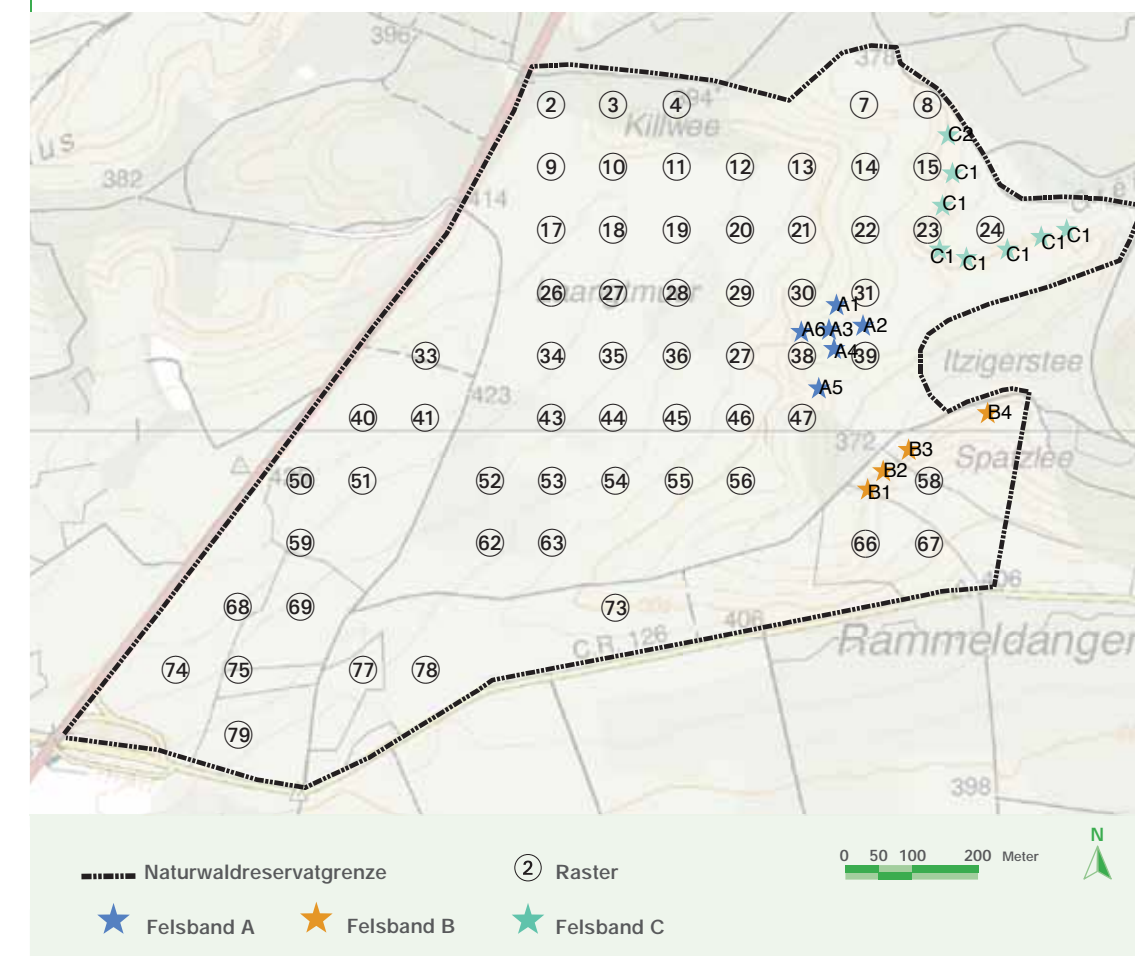 396
378
2 3 4 394 7 8
Killwee
C2
us
9 10 11 12 13 14 15 C1
382
414
C1
17 18 19 20 21 22 23 24
C1 C1 C1 C1 C1
26 27 28 29 30 31
A1
A6 A3 A2
33 34 35 36 27 38 A4 39
Itzigerstee
423
A5
40 41 43 44 45 46 47
B4
372
B3
Spatzlee
B2
50 51 52 53 54 55 56 58
B1
59 62 63 66 67
406
68 69 73
406
C.R. 126
Rammeldanger
74 75 77 78
79
398
Naturwaldreservatgrenze
2 Raster
0 50 100 200 Meter
N
Felsband A
Felsband B
Felsband C